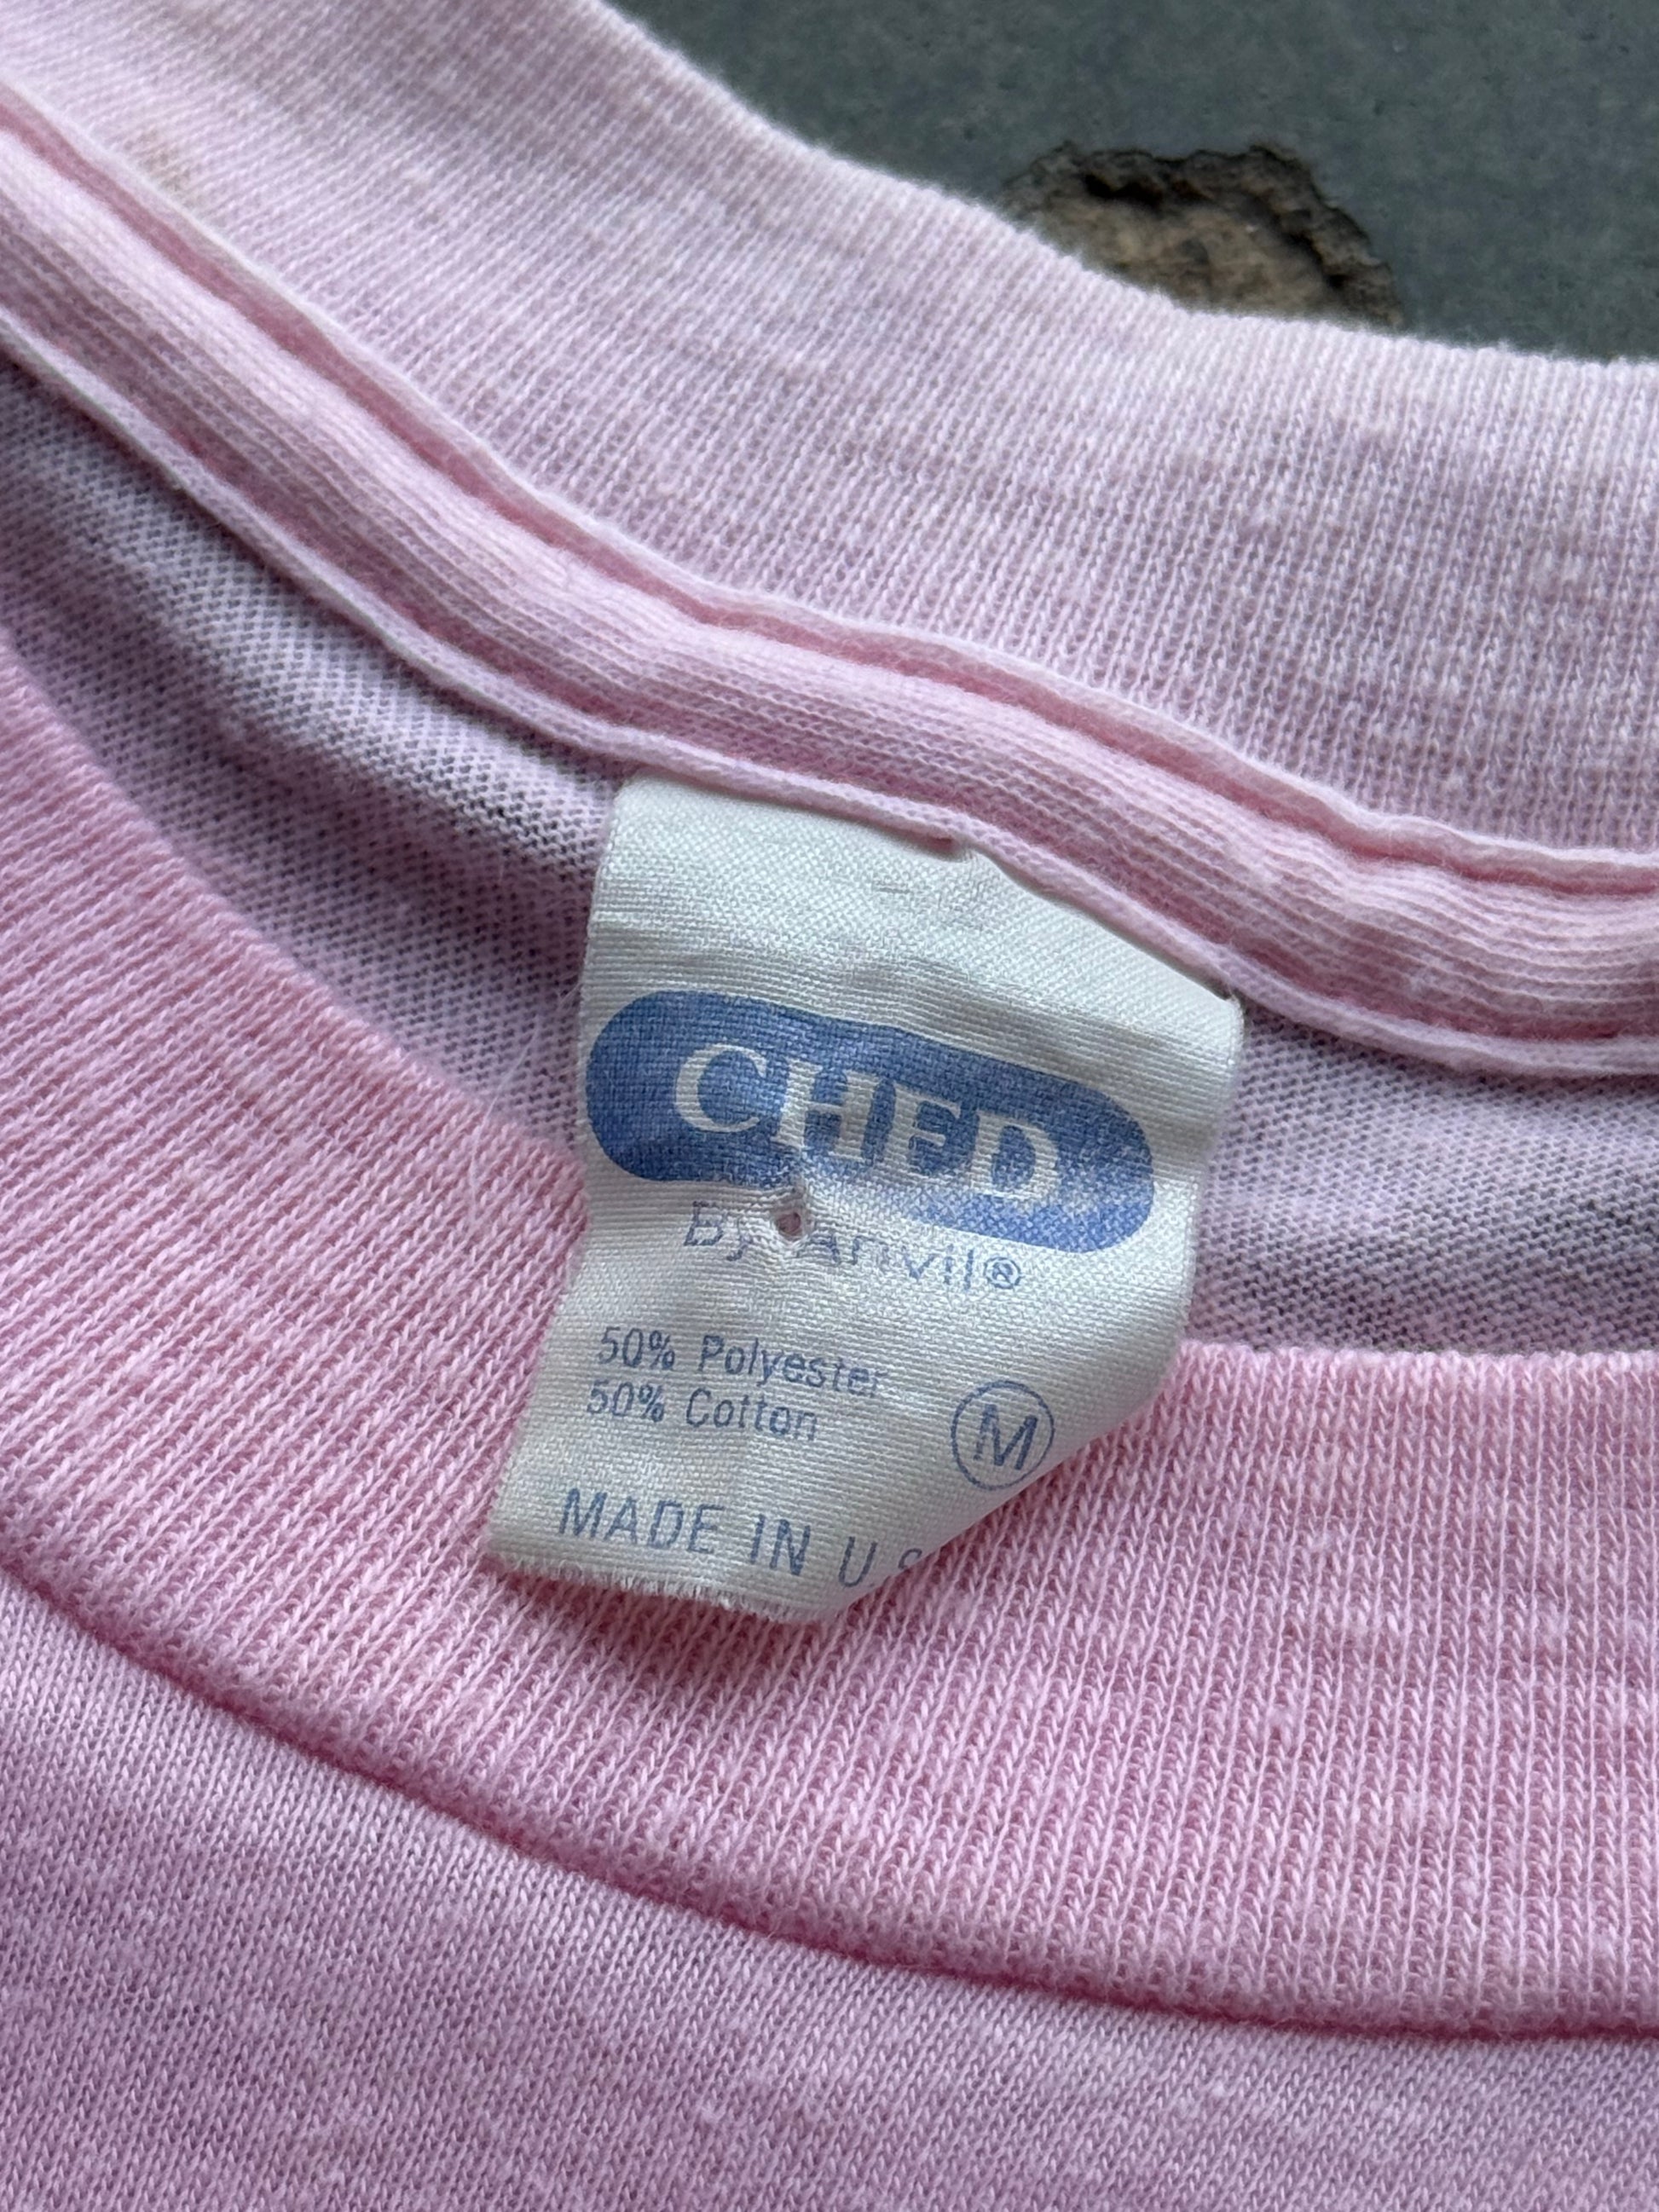 CHED
By Anvil®
50% Polyester
50% Cotton
M
MADE IN U.S